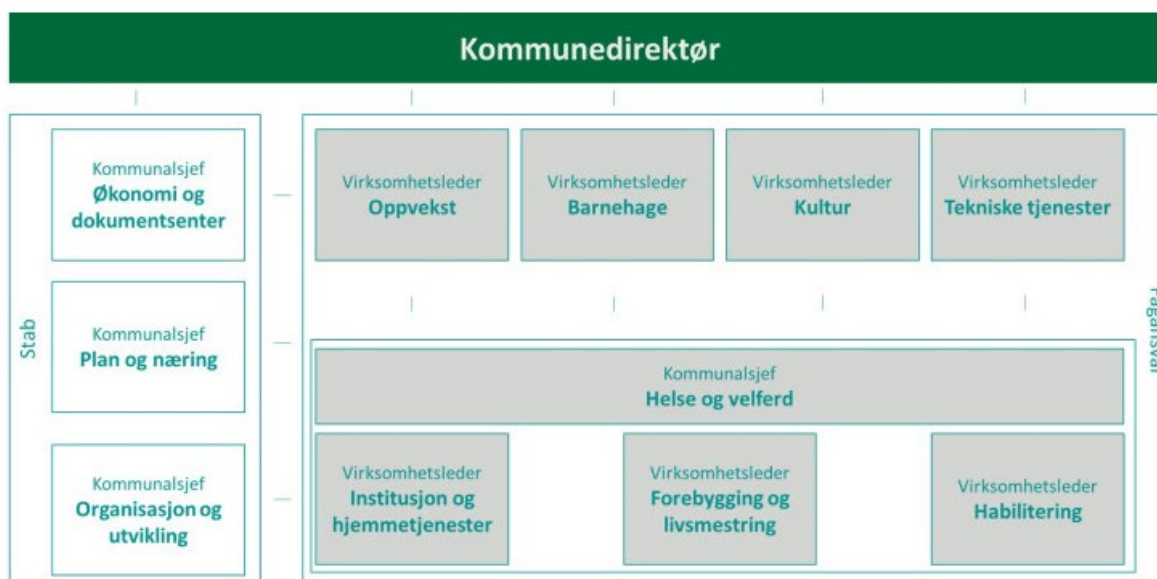 Kommunedirektør
Stab
Kommunalsjef
Økonomi og
dokumentsenter
Kommunalsjef
Plan og næring
Kommunalsjef
Organisasjon og
utvikling
Virksomhetsleder
Oppvekst
Virksomhetsleder
Barnehage
Virksomhetsleder
Kultur
Virksomhetsleder
Tekniske tjenester
Fagansvar
Kommunalsjef
Helse og velferd
Virksomhetsleder
Institusjon og
hjemmetjenester
Virksomhetsleder
Forebygging og
livsmestring
Virksomhetsleder
Habilitering